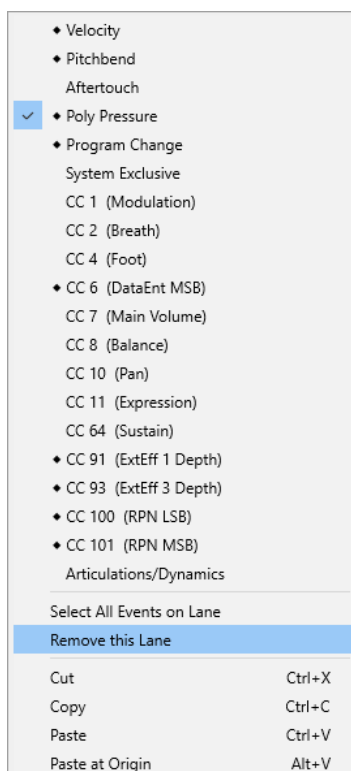 ◆ Velocity
◆ Pitchbend
Aftertouch
✓ ◆ Poly Pressure
◆ Program Change
System Exclusive
CC 1 (Modulation)
CC 2 (Breath)
CC 4 (Foot)
◆ CC 6 (DataEnt MSB)
CC 7 (Main Volume)
CC 8 (Balance)
CC 10 (Pan)
CC 11 (Expression)
CC 64 (Sustain)
◆ CC 91 (ExtEff 1 Depth)
◆ CC 93 (ExtEff 3 Depth)
◆ CC 100 (RPN LSB)
◆ CC 101 (RPN MSB)
Articulations/Dynamics
Select All Events on Lane
Remove this Lane
Cut Ctrl+X
Copy Ctrl+C
Paste Ctrl+V
Paste at Origin Alt+V